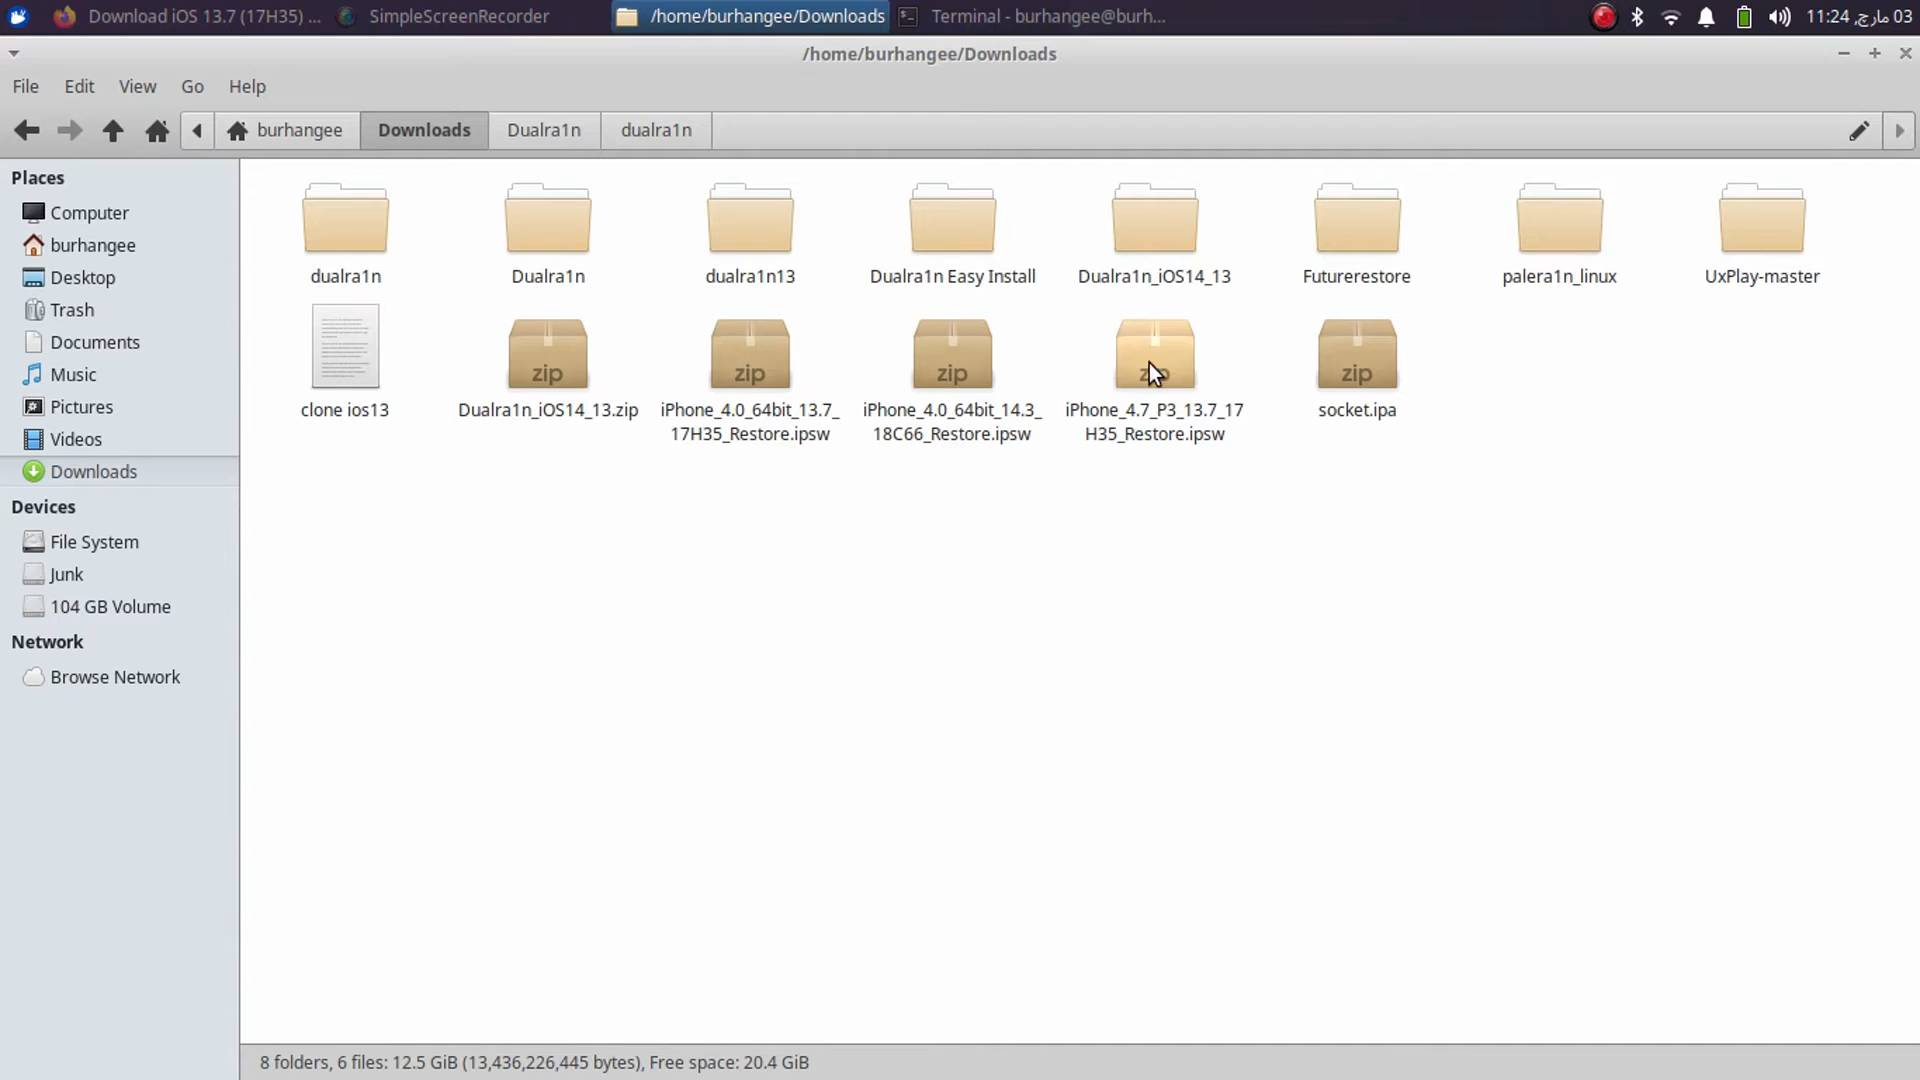 Download iOS 13.7 (17H35) ... SimpleScreenRecorder /home/burhangee/Downloads Terminal - burhangee@burh... 03 مارچ, 11:24
/home/burhangee/Downloads
File Edit View Go Help
burhangee Downloads Dualra1n dualra1n
Places
Computer
burhangee
Desktop
Trash
Documents
Music
Pictures
Videos
Downloads
Devices
File System
Junk
104 GB Volume
Network
Browse Network
dualra1n Dualra1n dualra1n13 Dualra1n Easy Install Dualra1n_iOS14_13 Futurerestore palera1n_linux UxPlay-master
zip zip zip zip zip
clone ios13 Dualra1n_iOS14_13.zip iPhone_4.0_64bit_13.7_ iPhone_4.0_64bit_14.3_ iPhone_4.7_P3_13.7_17 socket.ipa
17H35_Restore.ipsw 18C66_Restore.ipsw H35_Restore.ipsw
8 folders, 6 files: 12.5 GiB (13,436,226,445 bytes), Free space: 20.4 GiB